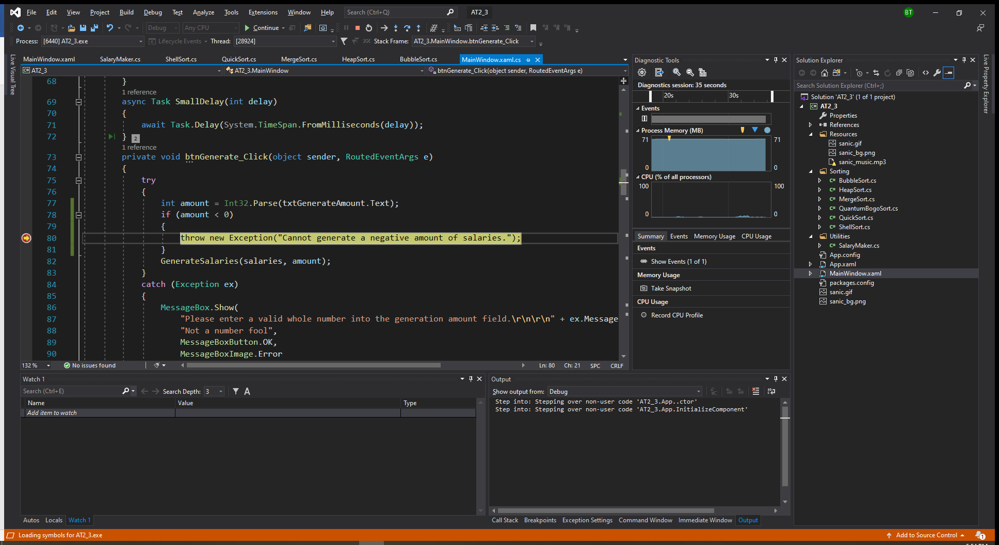 File Edit View Project Build Debug Test Analyze Tools Extensions Window Help Search (Ctrl+Q) AT2_3 BT
Debug Any CPU Continue
Process: [6440] AT2_3.exe Lifecycle Events Thread: [28924] Stack Frame: AT2_3.MainWindow.btnGenerate_Click
Live Visual Tree
MainWindow.xaml SalaryMaker.cs ShellSort.cs QuickSort.cs MergeSort.cs HeapSort.cs BubbleSort.cs MainWindow.xaml.cs
AT2_3 AT2_3.MainWindow btnGenerate_Click(object sender, RoutedEventArgs e)
68 }
1 reference
69 async Task SmallDelay(int delay)
70 {
71 await Task.Delay(System.TimeSpan.FromMilliseconds(delay));
72 } 2
1 reference
73 private void btnGenerate_Click(object sender, RoutedEventArgs e)
74 {
75 try
76 {
77 int amount = Int32.Parse(txtGenerateAmount.Text);
78 if (amount < 0)
79 {
80 throw new Exception("Cannot generate a negative amount of salaries.");
81 }
82 GenerateSalaries(salaries, amount);
83 }
84 catch (Exception ex)
85 {
86 MessageBox.Show(
87 "Please enter a valid whole number into the generation amount field.\r\n\r\n" + ex.Message
88 "Not a number fool",
89 MessageBoxButton.OK,
90 MessageBoxImage.Error
132 % No issues found Ln: 80 Ch: 21 SPC CRLF
Diagnostic Tools
Diagnostics session: 35 seconds
20s 30s
Events
Process Memory (MB)
71 71
0 0
CPU (% of all processors)
100 100
0 0
Summary Events Memory Usage CPU Usage
Events
Show Events (1 of 1)
Memory Usage
Take Snapshot
CPU Usage
Record CPU Profile
Solution Explorer
Search Solution Explorer (Ctrl+;)
Solution 'AT2_3' (1 of 1 project)
AT2_3
Properties
References
Resources
sanic.gif
sanic_bg.png
sanic_music.mp3
Sorting
C# BubbleSort.cs
C# HeapSort.cs
C# MergeSort.cs
C# QuantumBogoSort.cs
C# QuickSort.cs
C# ShellSort.cs
Utilities
C# SalaryMaker.cs
App.config
App.xaml
MainWindow.xaml
packages.config
sanic.gif
sanic_bg.png
Live Property Explorer
Watch 1
Search (Ctrl+E) Search Depth: 3
Name Value Type
Add item to watch
Autos Locals Watch 1
Output
Show output from: Debug
Step into: Stepping over non-user code 'AT2_3.App..ctor'
Step into: Stepping over non-user code 'AT2_3.App.InitializeComponent'
Call Stack Breakpoints Exception Settings Command Window Immediate Window Output
Loading symbols for AT2_3.exe Add to Source Control 1